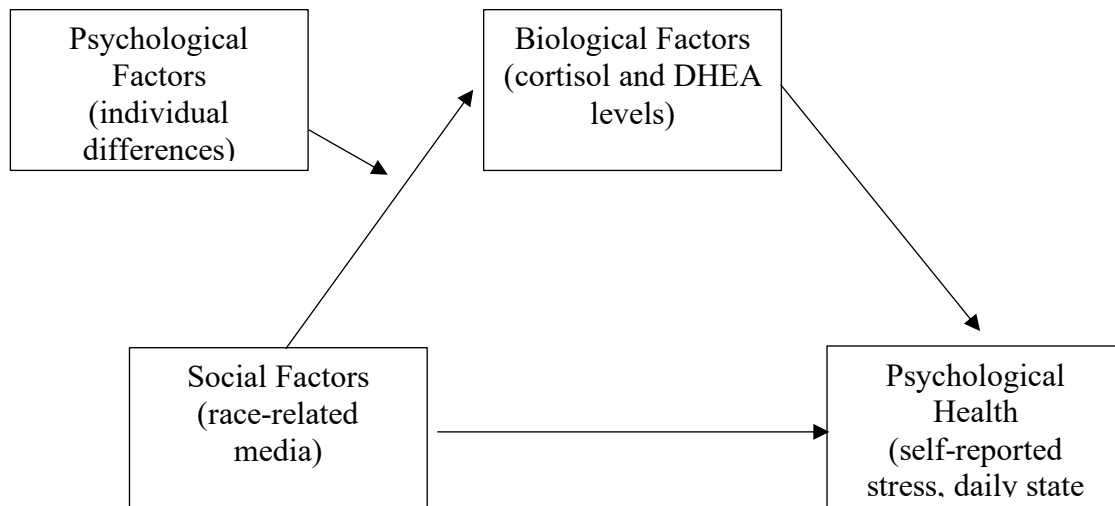 Psychological
Factors
(individual
differences)
Biological Factors
(cortisol and DHEA
levels)
Social Factors
(race-related
media)
Psychological
Health
(self-reported
stress, daily state